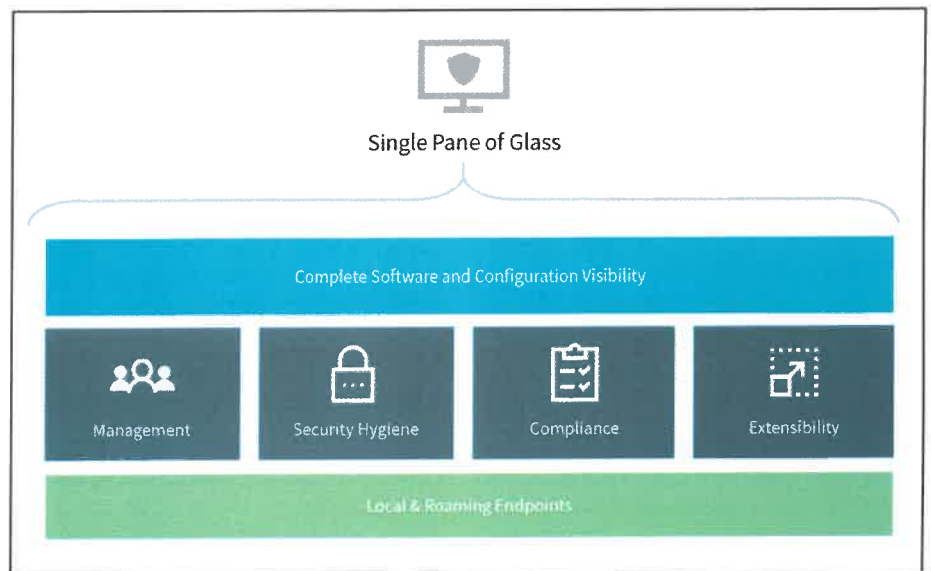 Single Pane of Glass
Complete Software and Configuration Visibility
Management
Security Hygiene
Compliance
Extensibility
Local & Roaming Endpoints